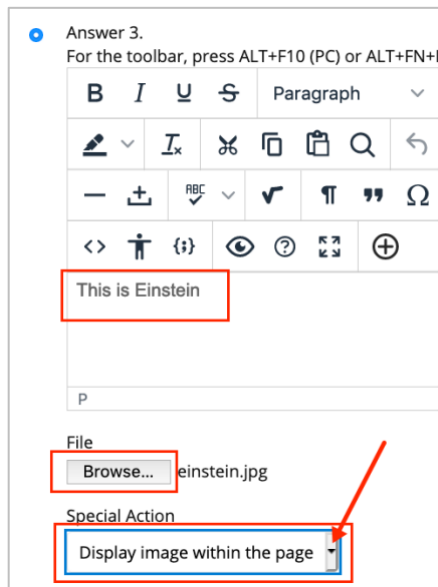 Answer 3.
For the toolbar, press ALT+F10 (PC) or ALT+FN+
B I U S Paragraph
ABC
This is Einstein
P
File
Browse... einstein.jpg
Special Action
Display image within the page